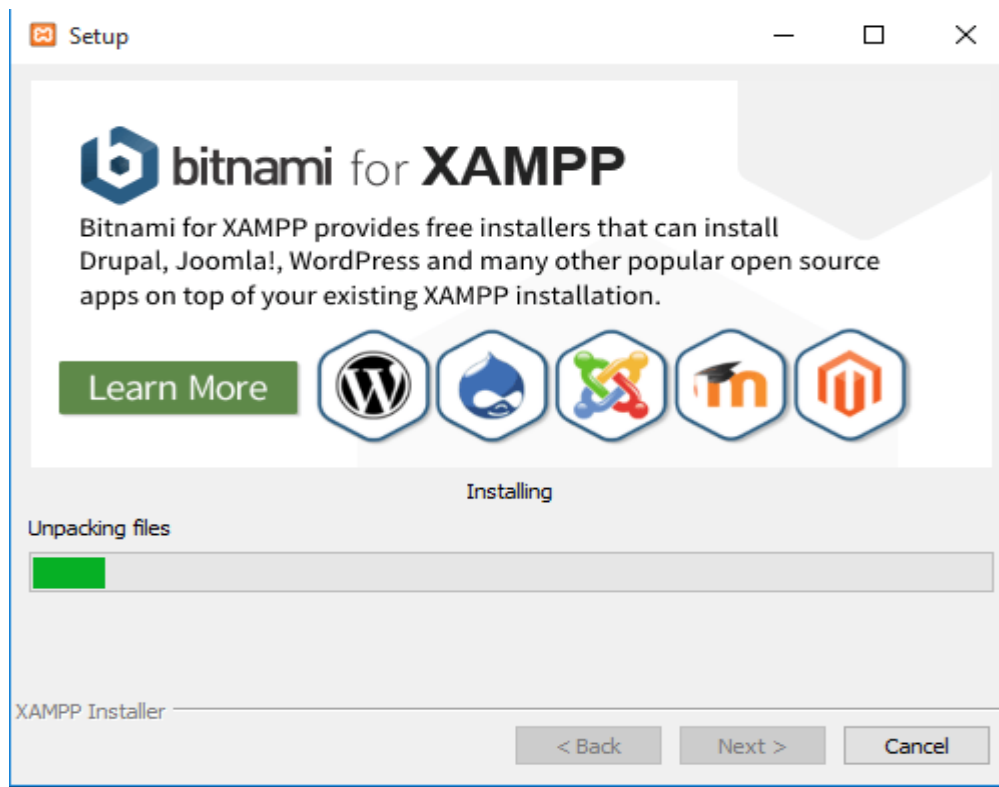 Setup
bitnami for XAMPP
Bitnami for XAMPP provides free installers that can install
Drupal, Joomla!, WordPress and many other popular open source
apps on top of your existing XAMPP installation.
Learn More
Installing
Unpacking files
XAMPP Installer
< Back Next > Cancel